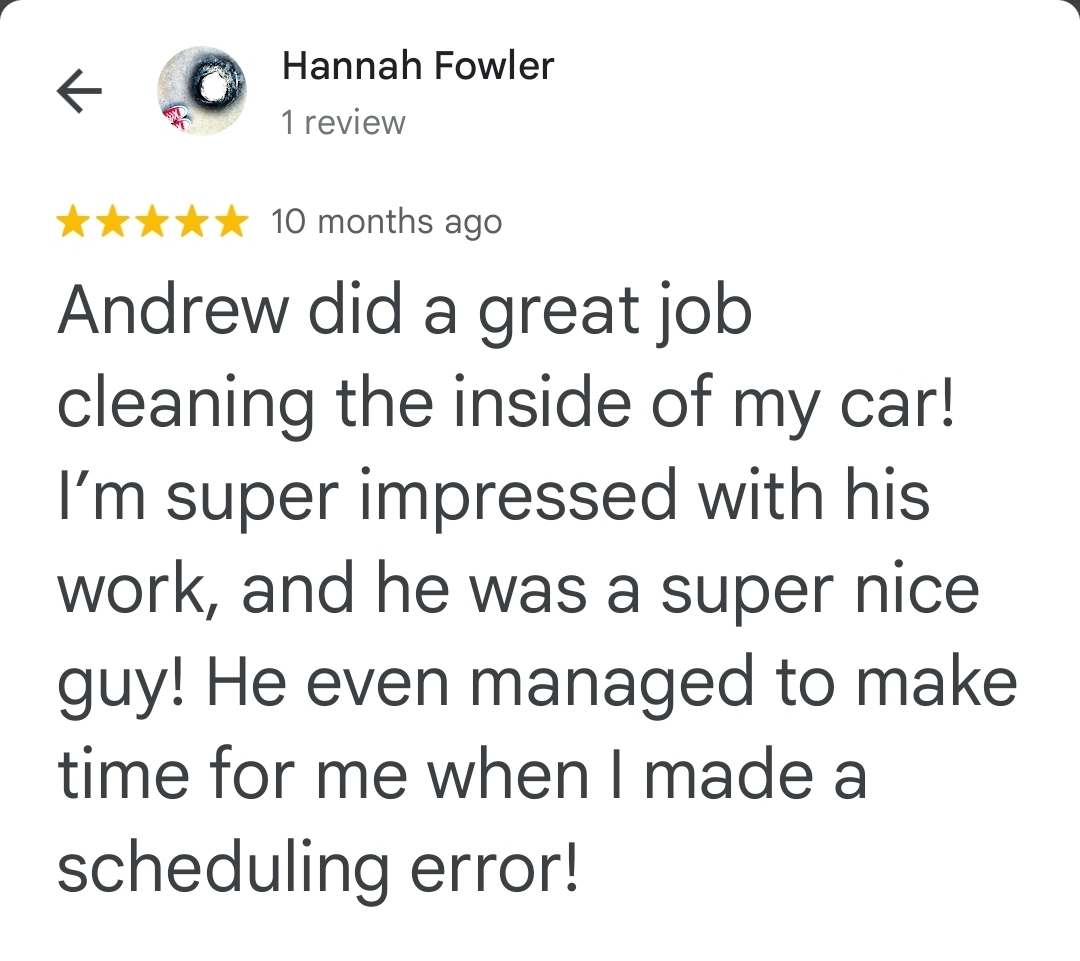 Hannah Fowler
1 review
10 months ago
Andrew did a great job
cleaning the inside of my car!
I’m super impressed with his
work, and he was a super nice
guy! He even managed to make
time for me when I made a
scheduling error!